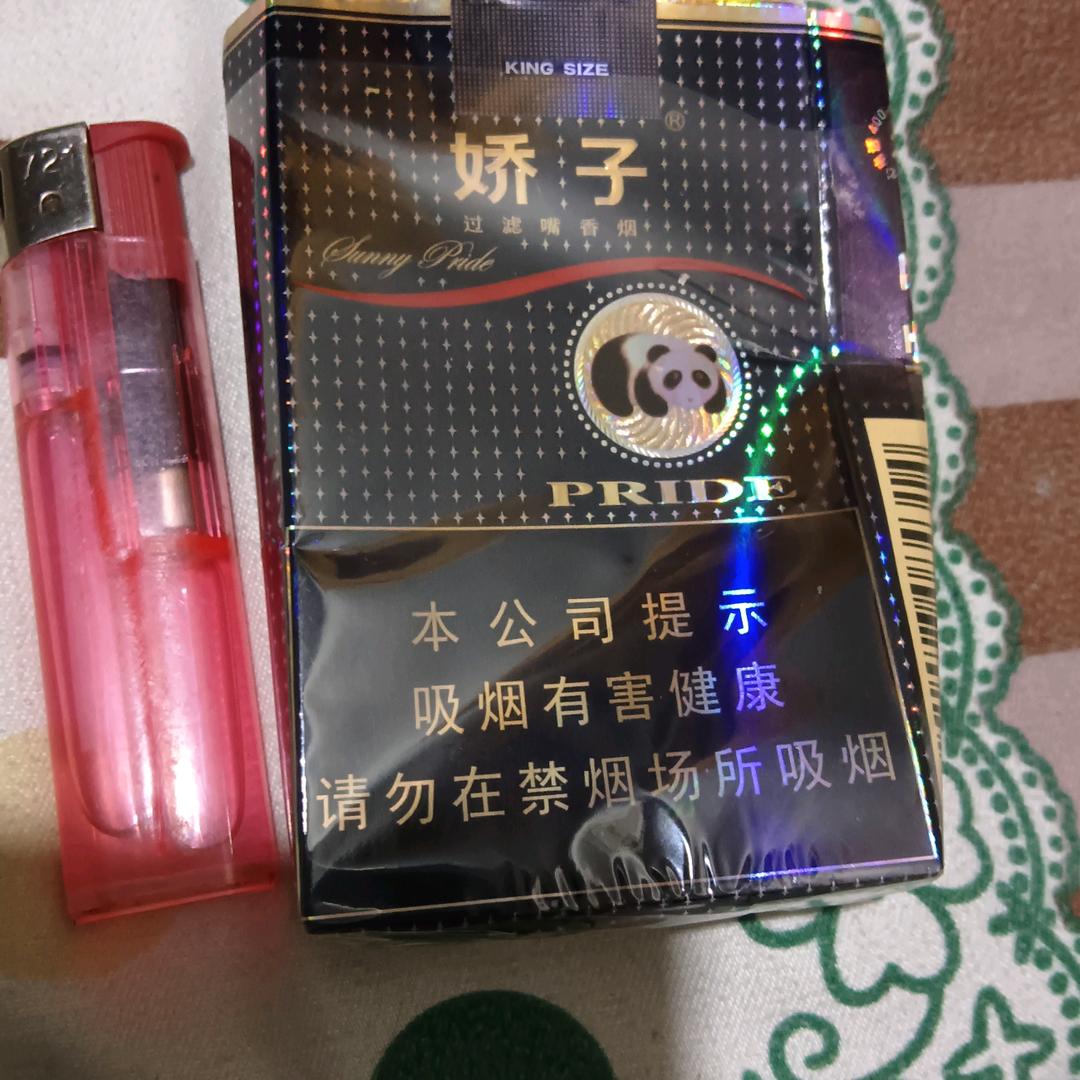 KING SIZE
娇子®
过滤嘴香烟
Sunny Pride
PRIDE
本公司提示
吸烟有害健康
请勿在禁烟场所吸烟